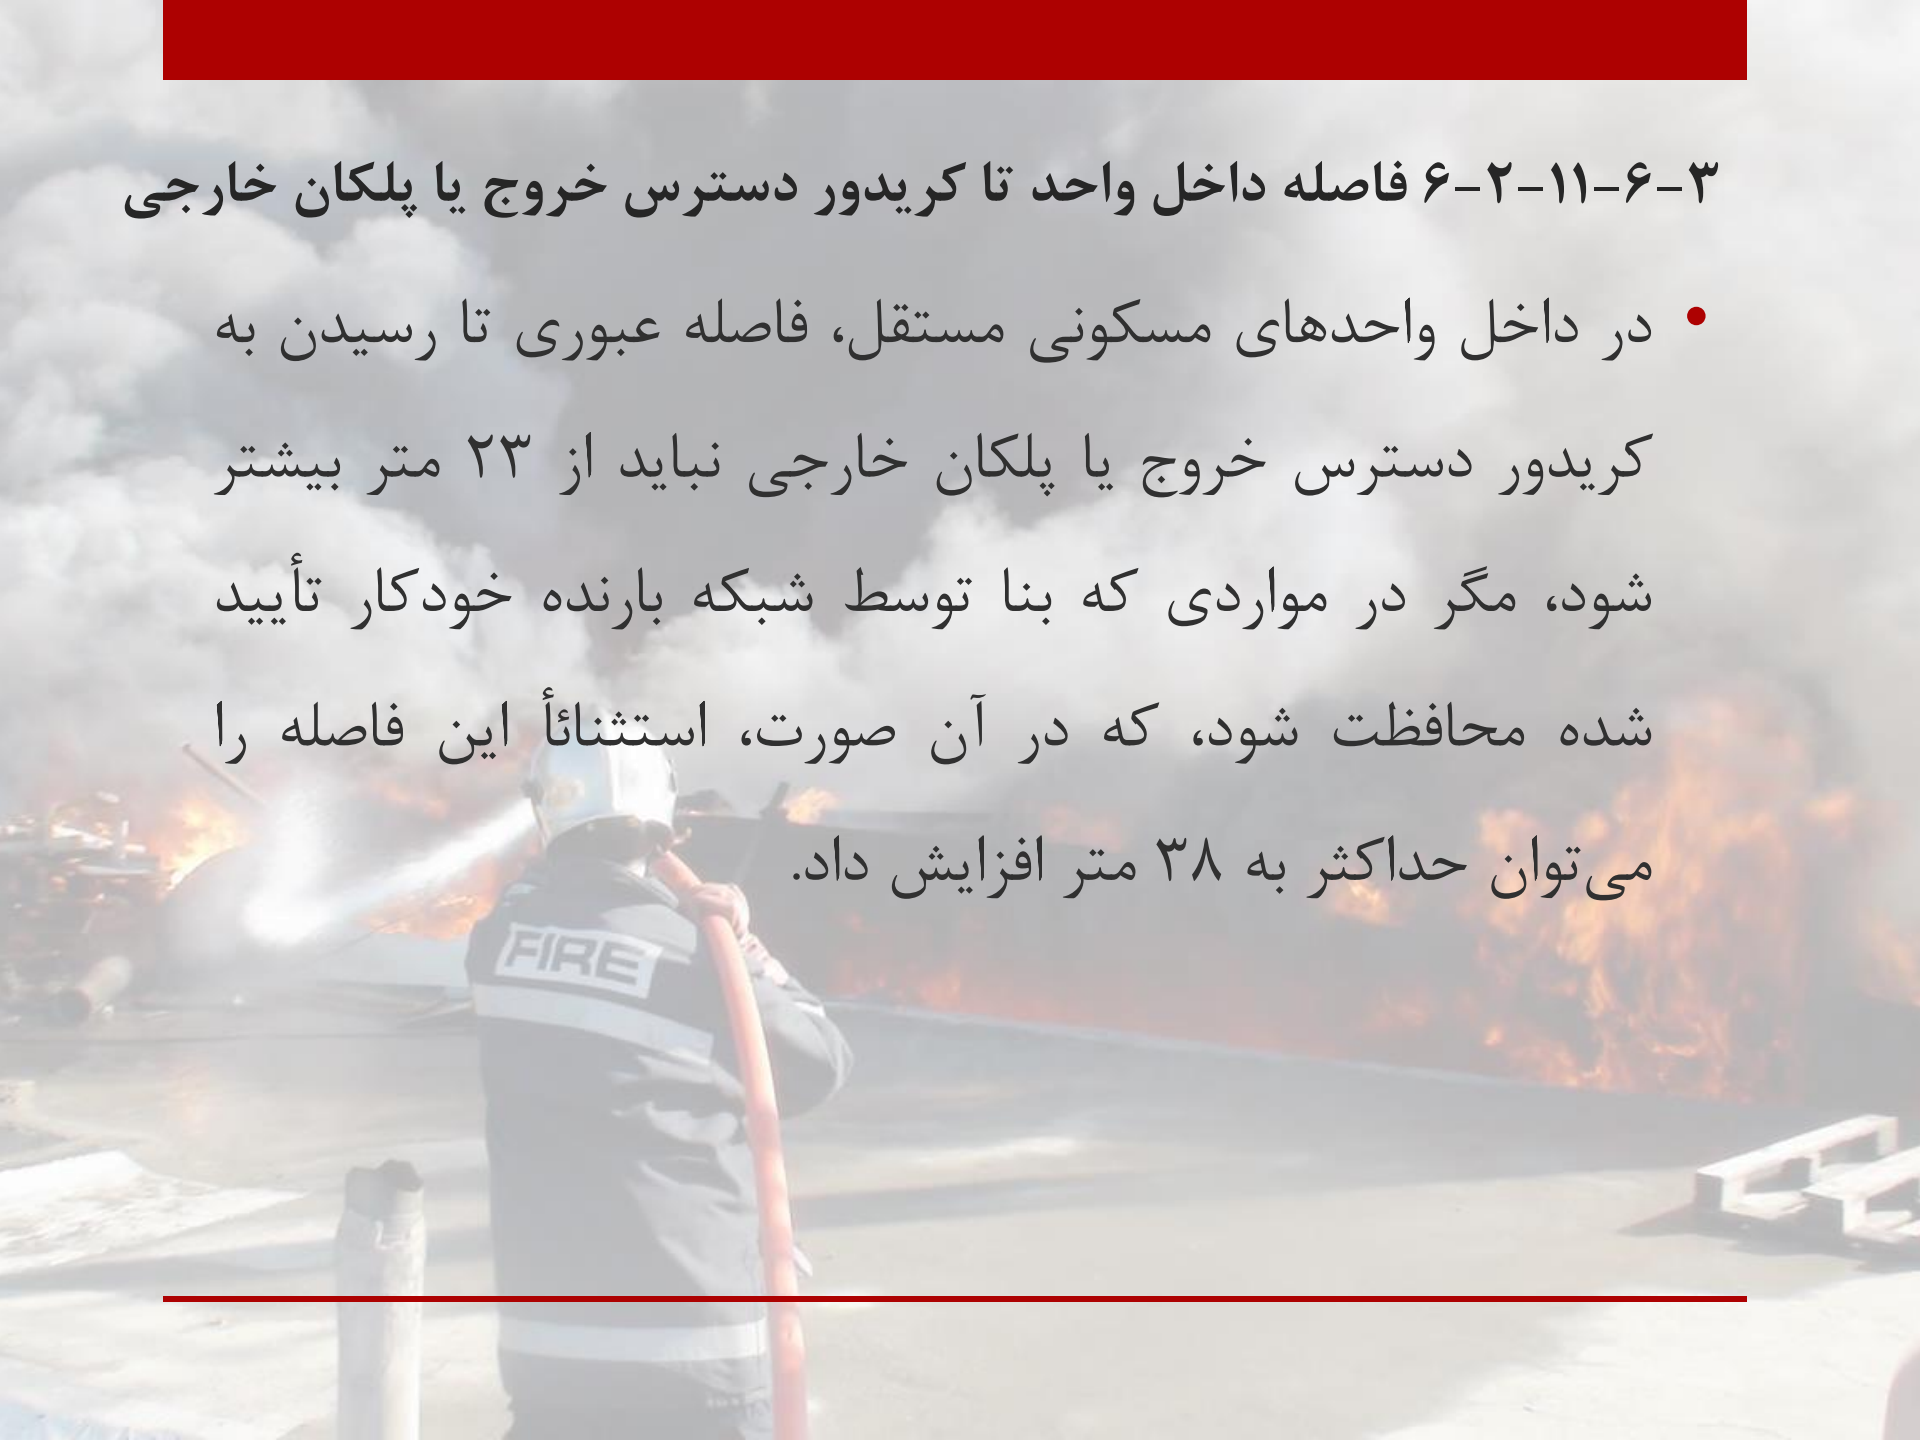 ۳-۶-۱۱-۲-۶ فاصله داخل واحد تا کریدور دسترس خروج یا پلکان خارجی
• در داخل واحدهای مسکونی مستقل، فاصله عبوری تا رسیدن به
کریدور دسترس خروج یا پلکان خارجی نباید از ۲۳ متر بیشتر
شود، مگر در مواردی که بنا توسط شبکه بارنده خودکار تأیید
شده محافظت شود، که در آن صورت، استثنائأ این فاصله را
می‌توان حداکثر به ۳۸ متر افزایش داد.
FIRE